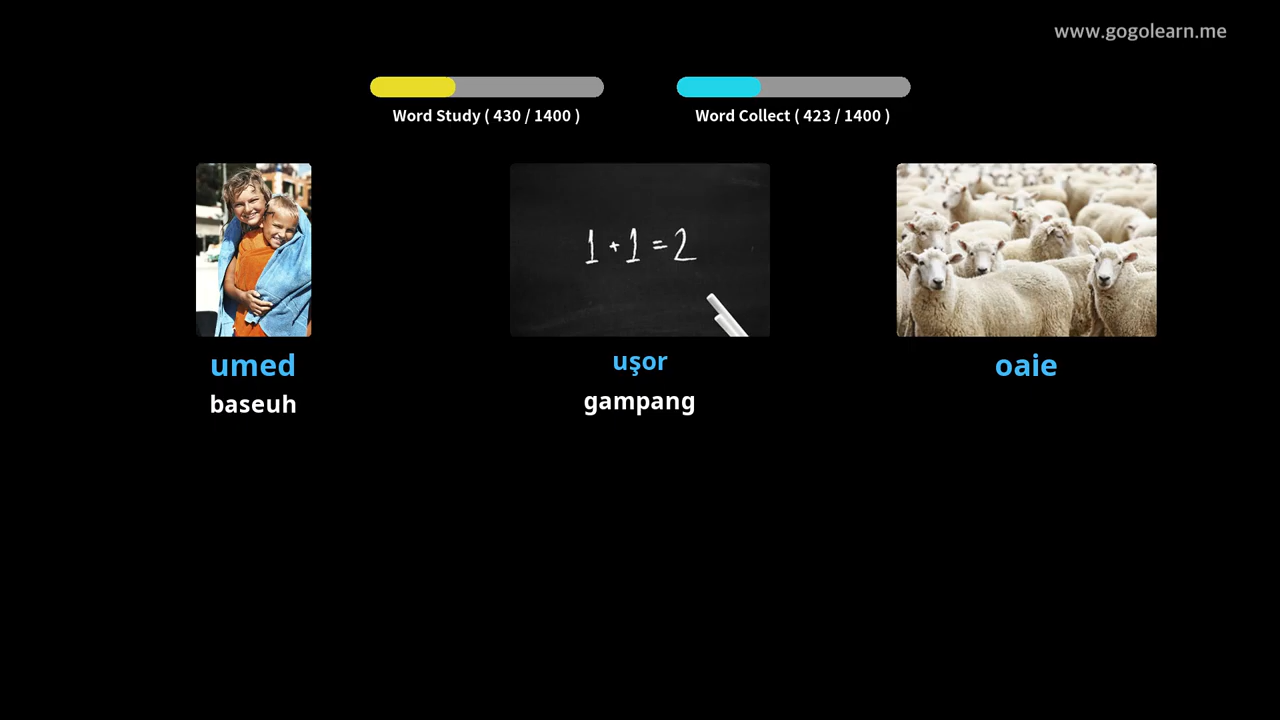 www.gogolearn.me
Word Study ( 430 / 1400 )
Word Collect ( 423 / 1400 )
1 + 1 = 2
umed
uşor
oaie
baseuh
gampang